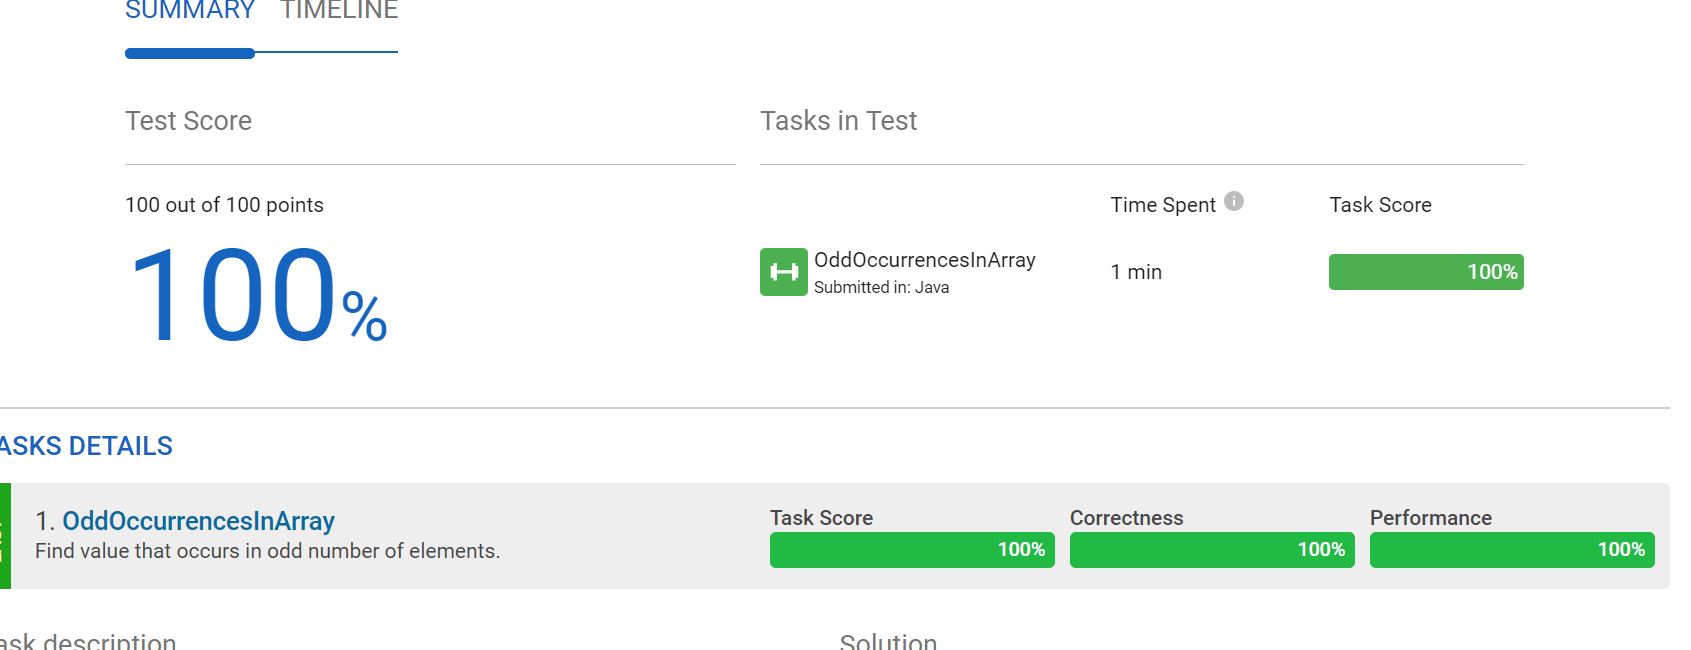 SUMMARY TIMELINE
Test Score
Tasks in Test
100 out of 100 points
Time Spent
Task Score
100%
OddOccurrencesInArray
Submitted in: Java
1 min
100%
ASKS DETAILS
1. OddOccurrencesInArray
Find value that occurs in odd number of elements.
Task Score
Correctness
Performance
100%
100%
100%
ask description
Solution